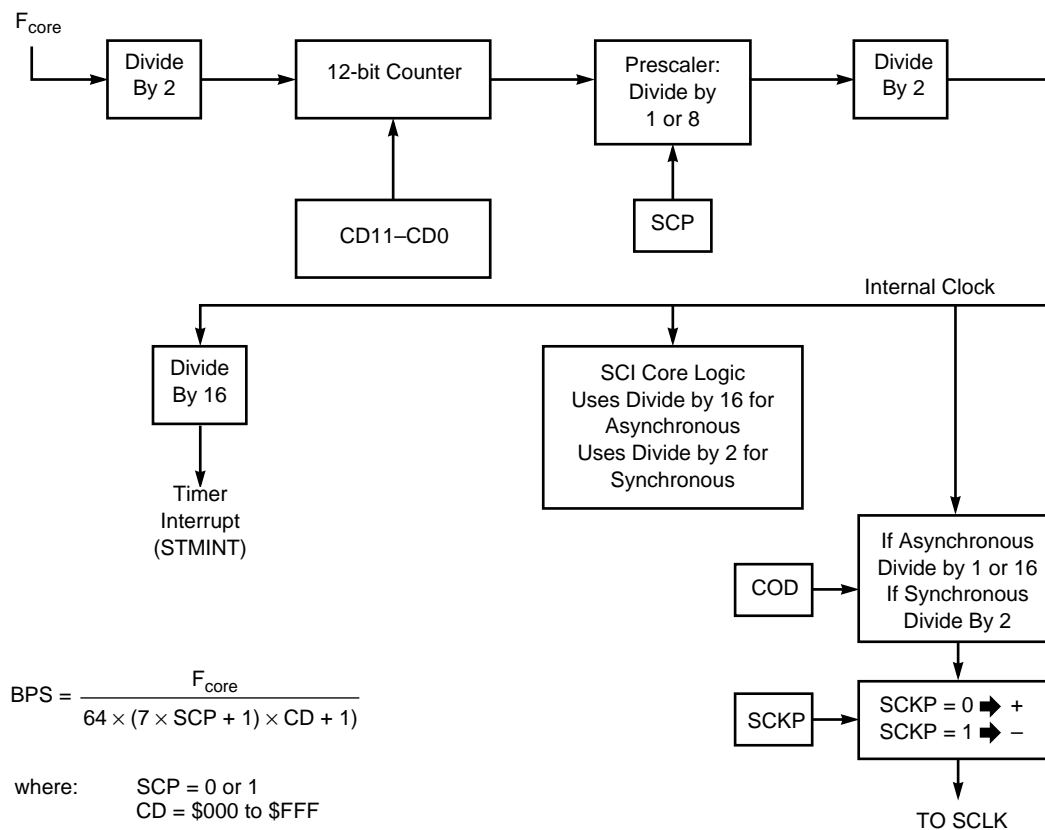 F_core
Divide
By 2
12-bit Counter
Prescaler:
Divide by
1 or 8
Divide
By 2
CD11–CD0
SCP
Internal Clock
Divide
By 16
SCI Core Logic
Uses Divide by 16 for
Asynchronous
Uses Divide by 2 for
Synchronous
Timer
Interrupt
(STMINT)
COD
If Asynchronous
Divide by 1 or 16
If Synchronous
Divide By 2
BPS = F_core
64 × (7 × SCP + 1) × CD + 1)
SCKP
SCKP = 0 ➡ +
SCKP = 1 ➡ –
where: SCP = 0 or 1
CD = $000 to $FFF
TO SCLK